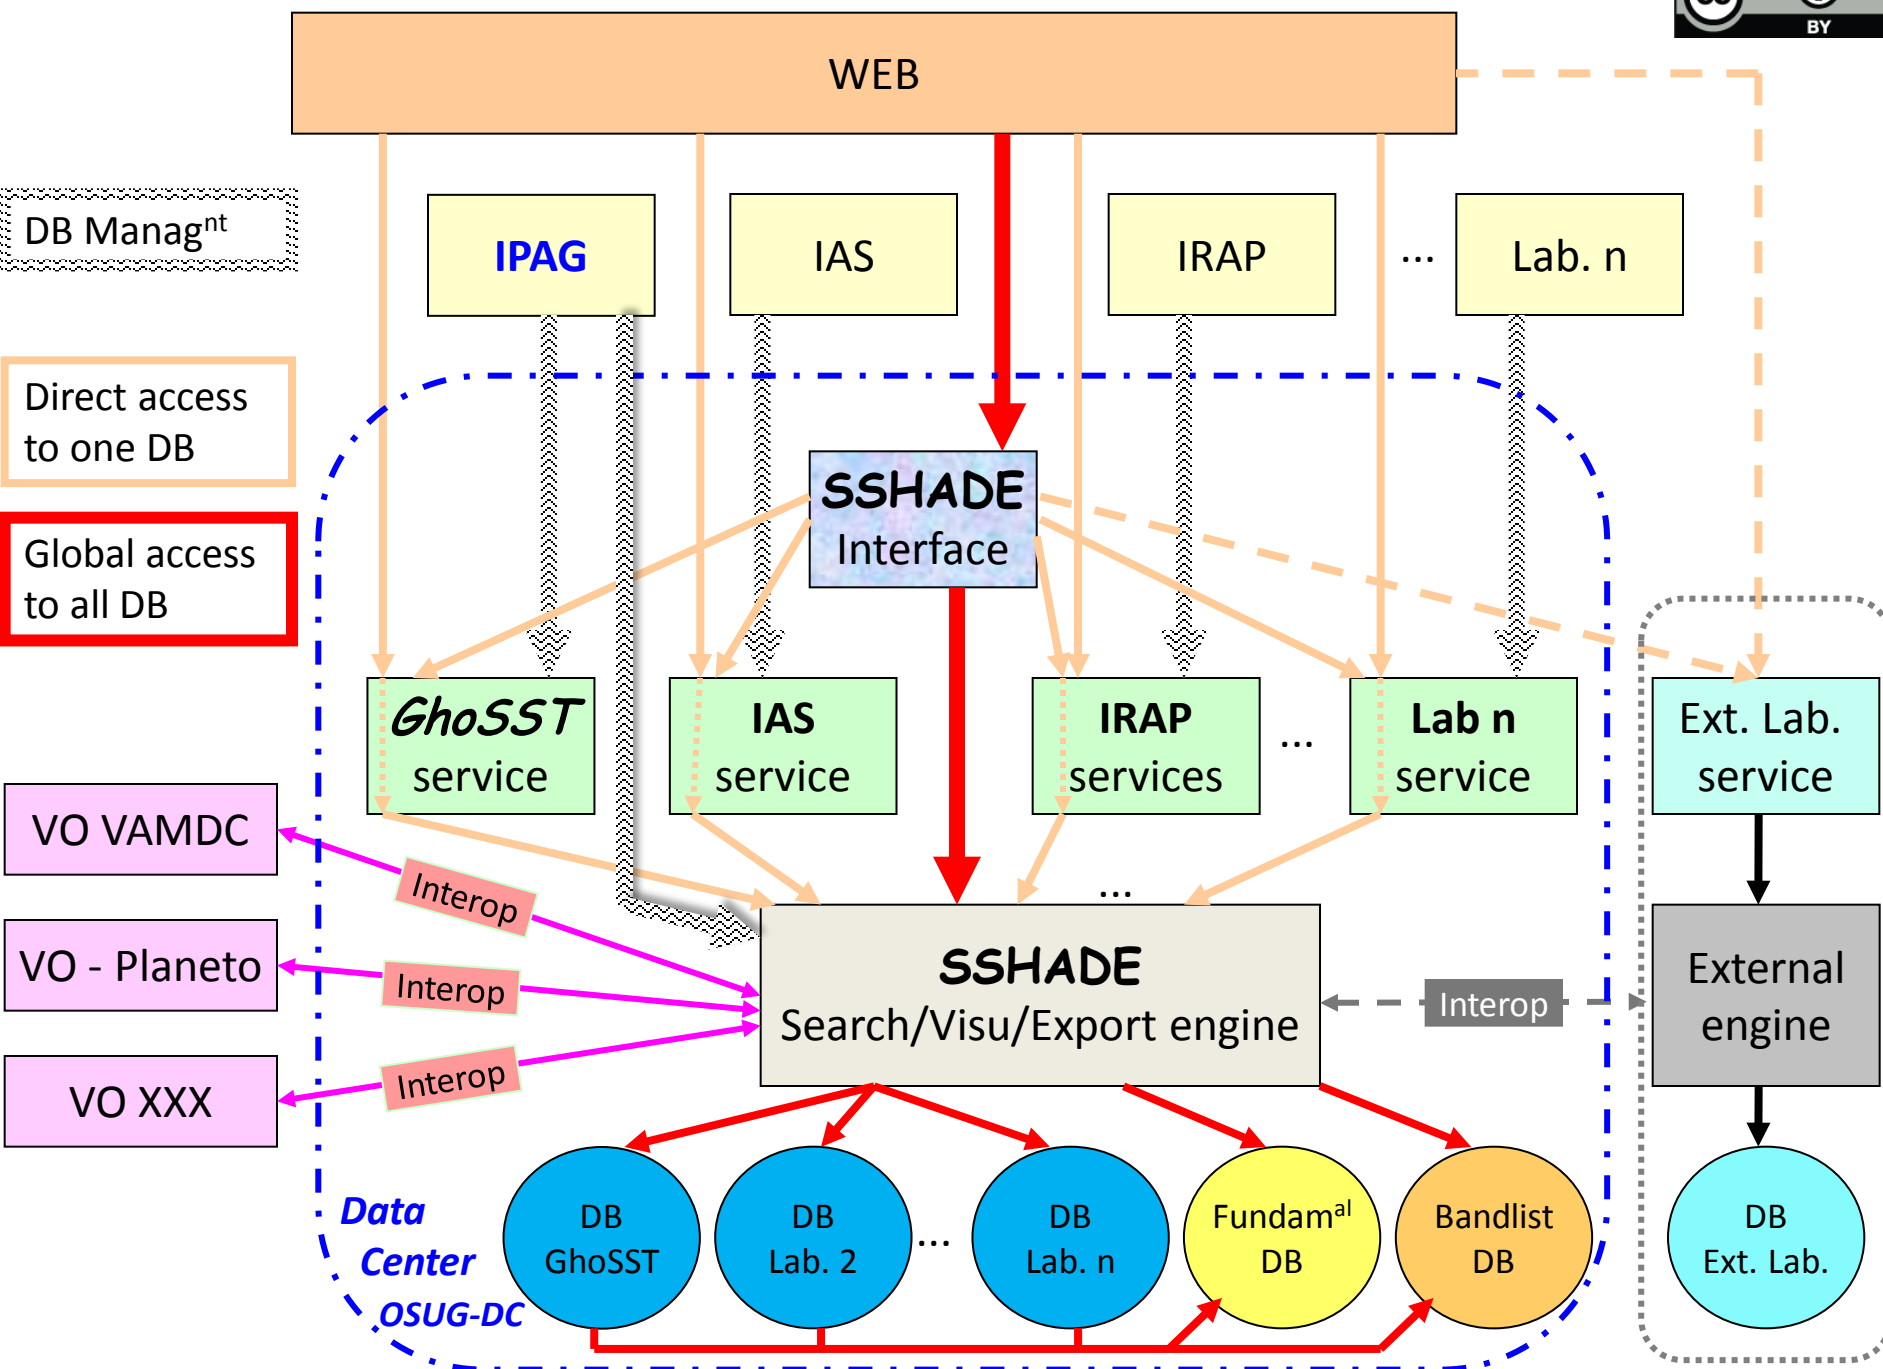 BY
WEB
DB Managnt
IPAG
IAS
IRAP
...
Lab. n
Direct access
to one DB
Global access
to all DB
SSHADE
Interface
GhoSST
service
IAS
service
IRAP
services
...
Lab n
service
Ext. Lab.
service
VO VAMDC
VO - Planeto
VO XXX
Interop
Interop
Interop
...
SSHADE
Search/Visu/Export engine
Interop
External
engine
Data
Center
OSUG-DC
DB
GhoSST
DB
Lab. 2
...
DB
Lab. n
Fundamal
DB
Bandlist
DB
DB
Ext. Lab.